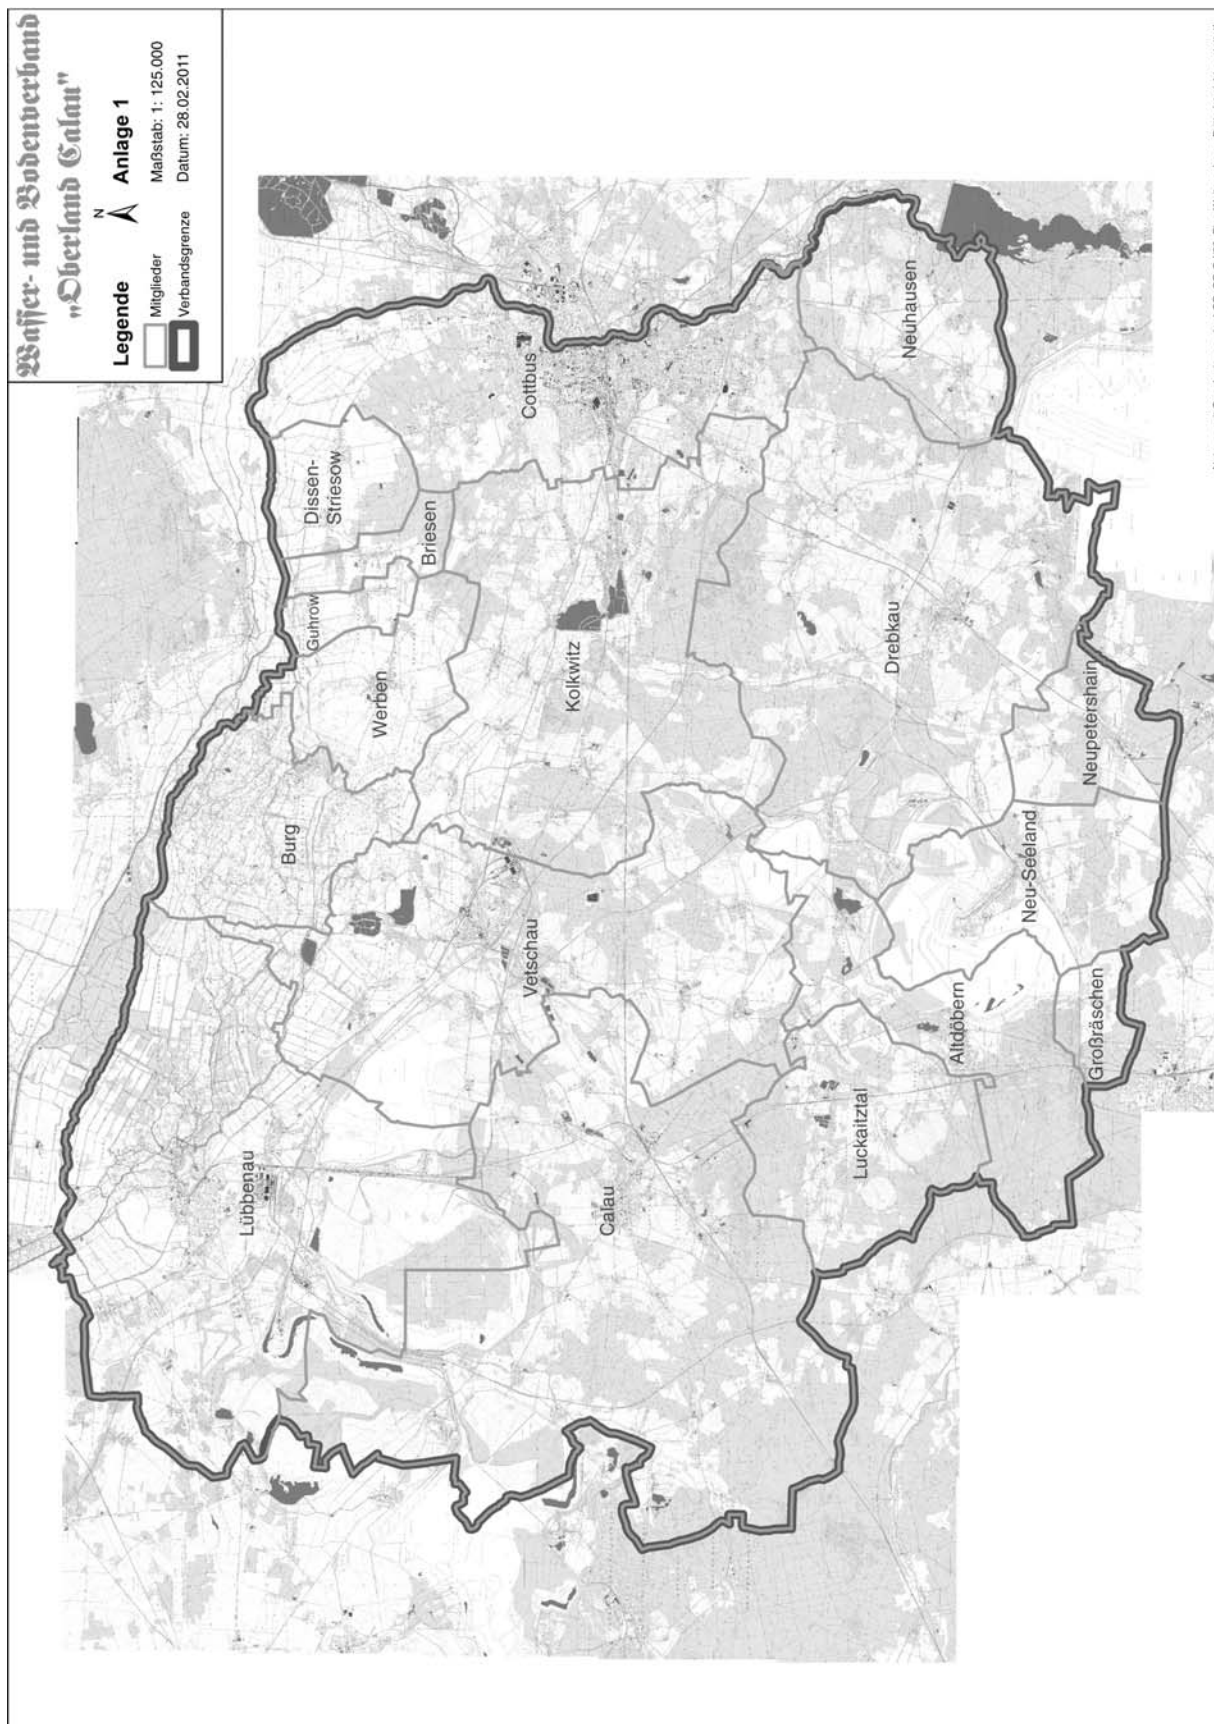 Wasser- und Bodenverband
„Oberland Calau"
Legende
N
Anlage 1
Mitglieder
Maßstab: 1: 125.000
Verbandsgrenze
Datum: 28.02.2011
Lübbenau
Burg
Guhrow
Dissen-
Striesow
Werben
Briesen
Vetschau
Kolkwitz
Cottbus
Calau
Luckaitztal
Altdöbern
Neu-Seeland
Drebkau
Neuhausen
Großräschen
Neupetershain